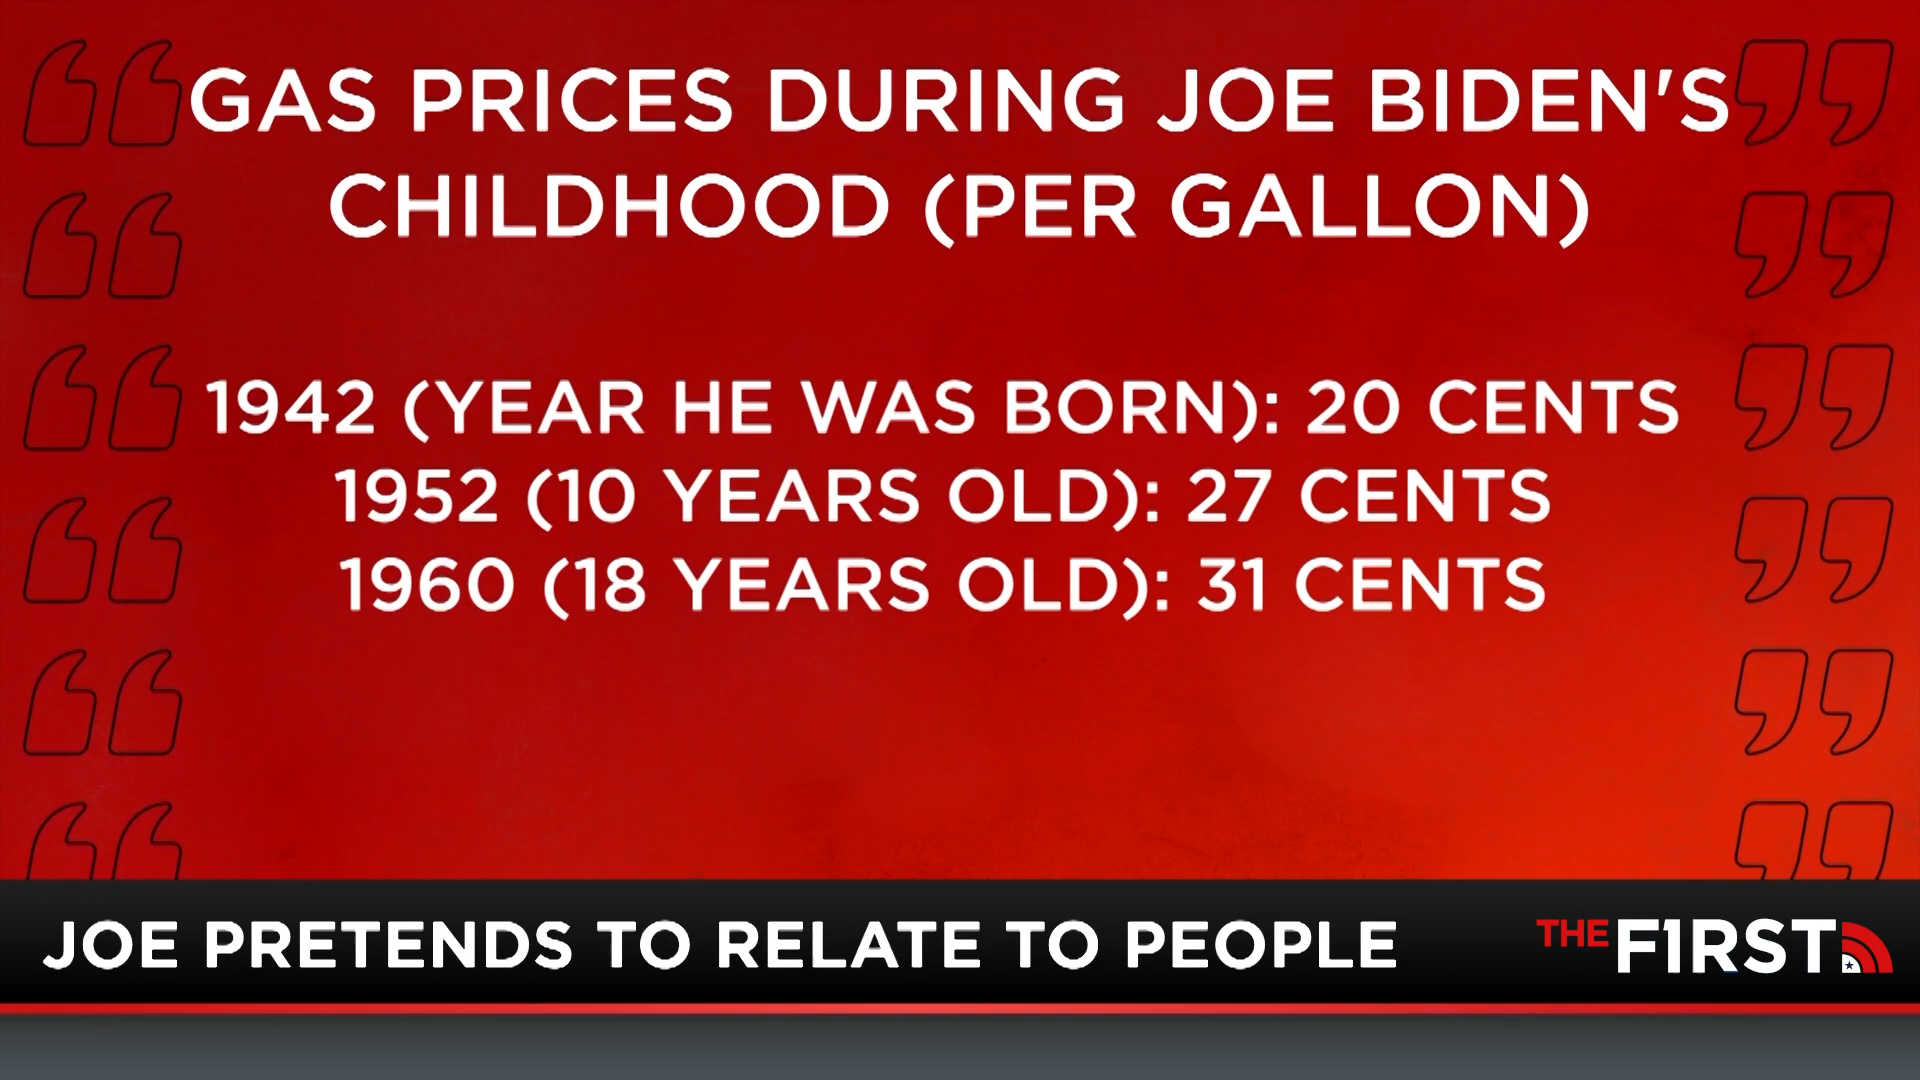 GAS PRICES DURING JOE BIDEN'S
CHILDHOOD (PER GALLON)
1942 (YEAR HE WAS BORN): 20 CENTS
1952 (10 YEARS OLD): 27 CENTS
1960 (18 YEARS OLD): 31 CENTS
JOE PRETENDS TO RELATE TO PEOPLE
THE F1RST